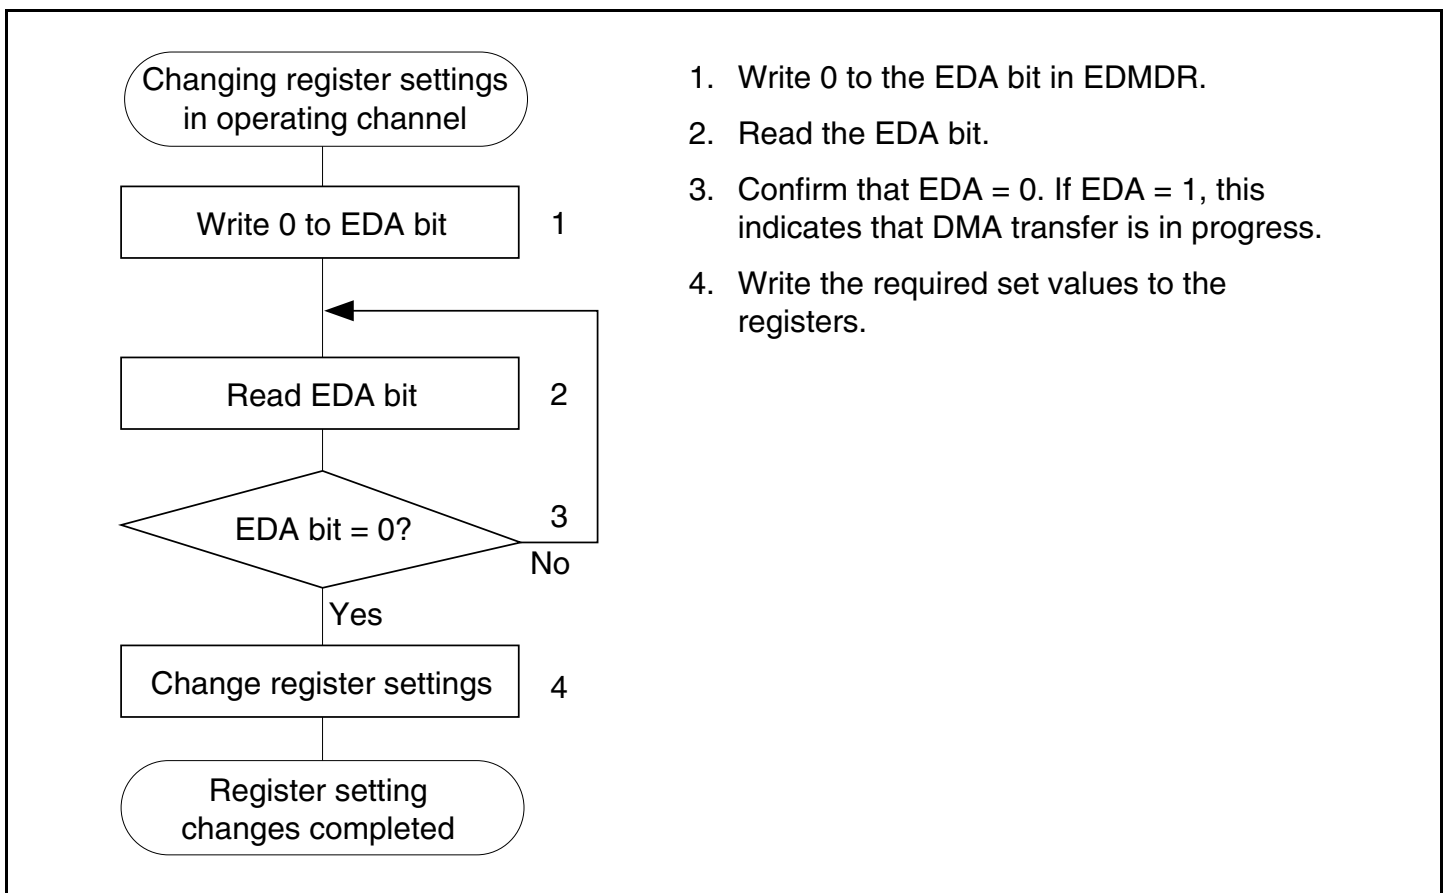 Changing register settings
in operating channel
Write 0 to EDA bit
1
Read EDA bit
2
EDA bit = 0?
3
No
Yes
Change register settings
4
Register setting
changes completed
1. Write 0 to the EDA bit in EDMDR.
2. Read the EDA bit.
3. Confirm that EDA = 0. If EDA = 1, this
indicates that DMA transfer is in progress.
4. Write the required set values to the
registers.